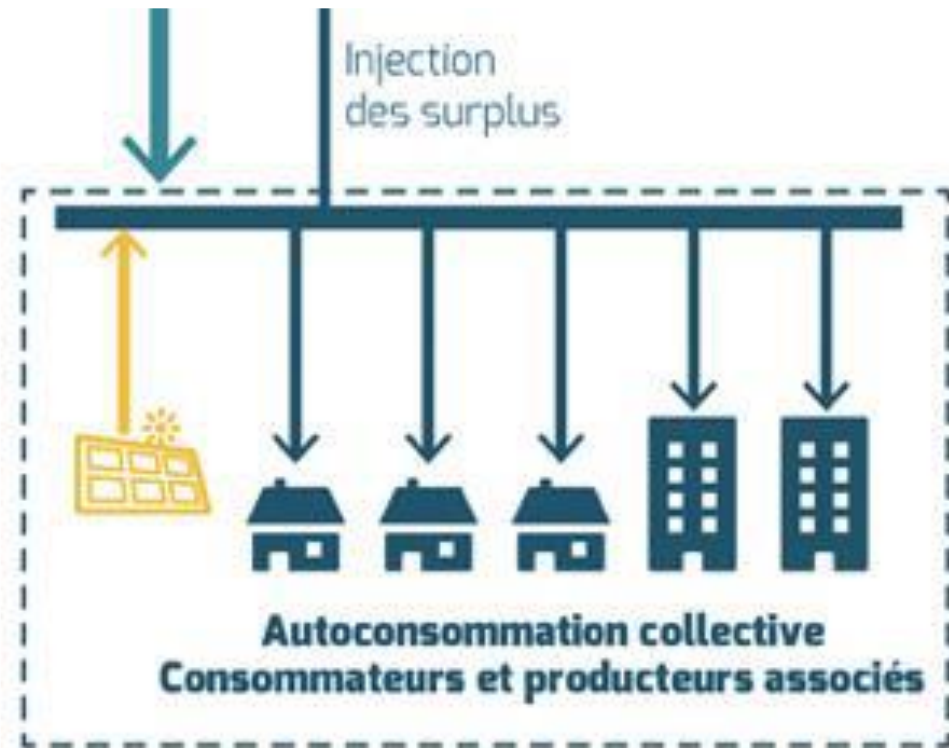 Injection
des surplus
Autoconsommation collective
Consommateurs et producteurs associés